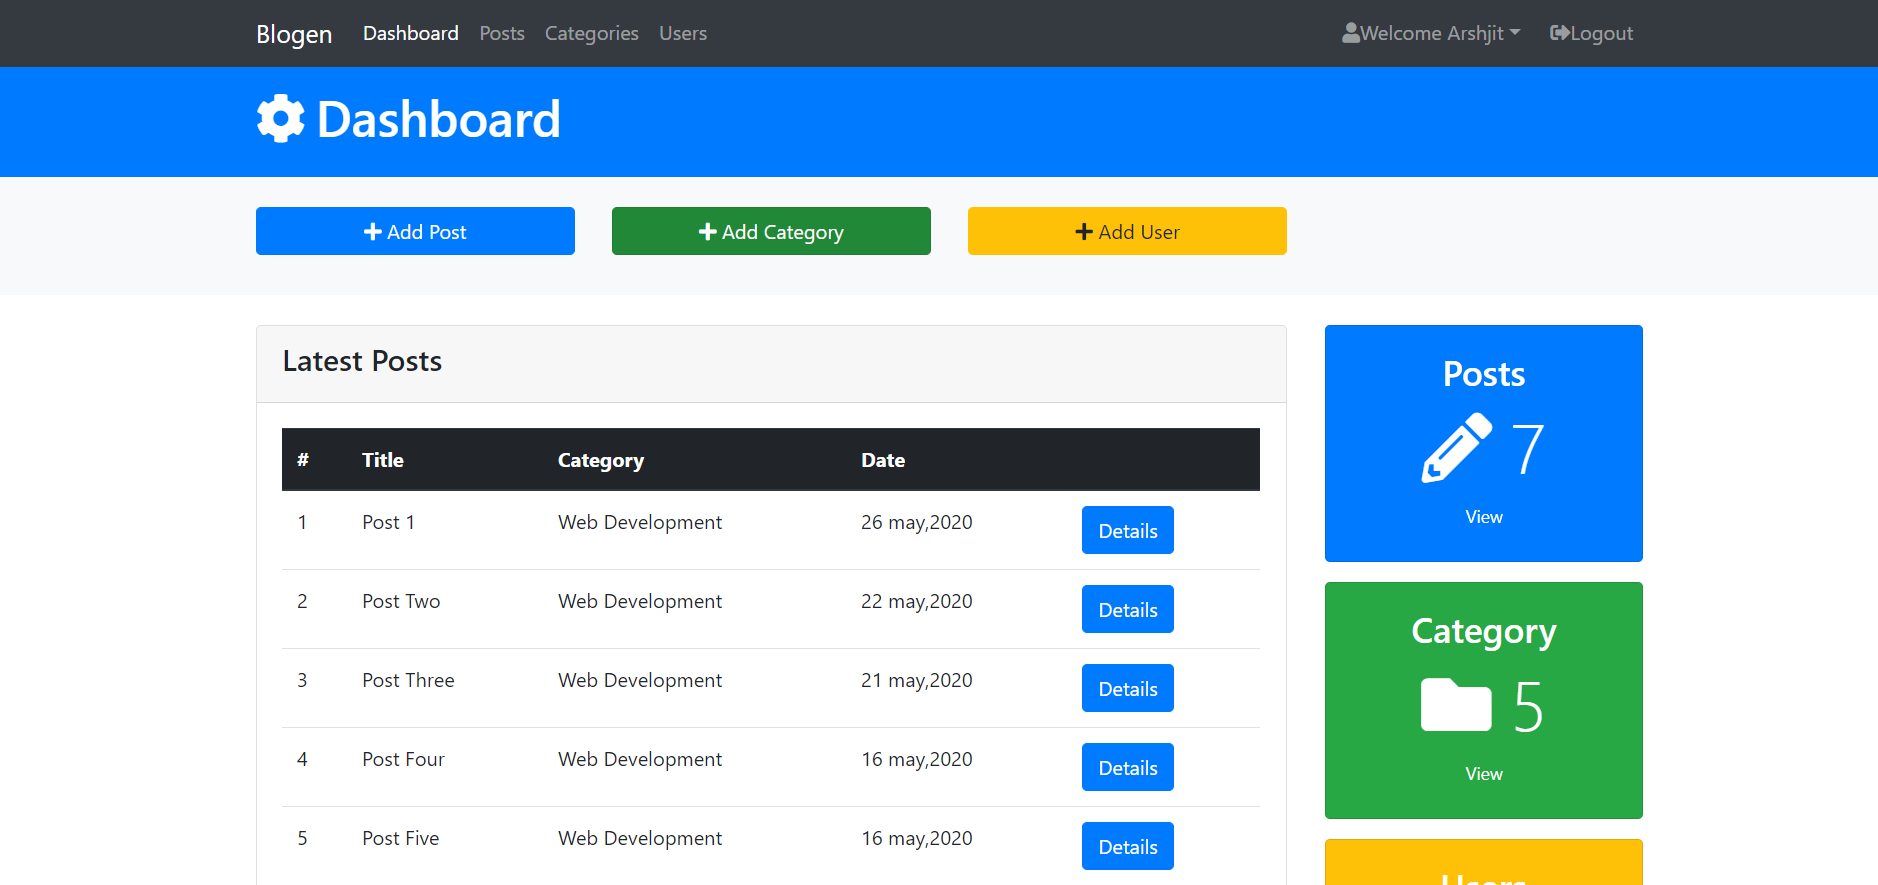 Blogen Dashboard Posts Categories Users Welcome Arshjit Logout
Dashboard
+ Add Post + Add Category + Add User
Latest Posts
# Title Category Date
1 Post 1 Web Development 26 may,2020 Details
2 Post Two Web Development 22 may,2020 Details
3 Post Three Web Development 21 may,2020 Details
4 Post Four Web Development 16 may,2020 Details
5 Post Five Web Development 16 may,2020 Details
Posts
7
View
Category
5
View
Users